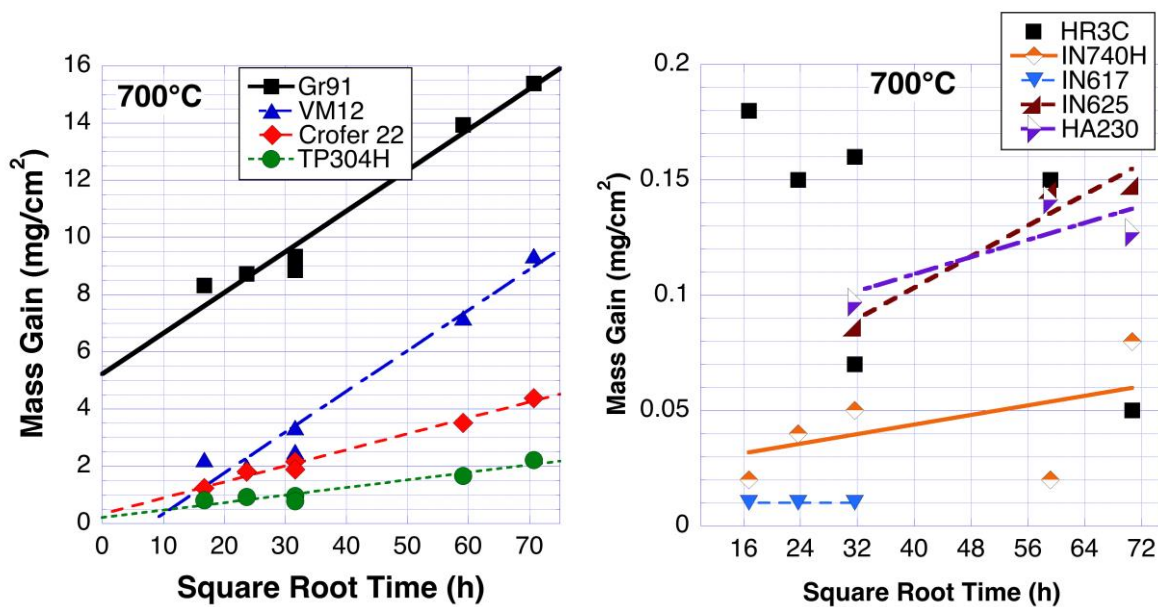 16
14
12
10
8
6
4
2
0
Mass Gain (mg/cm²)
700°C
Gr91
VM12
Crofer 22
TP304H
0 10 20 30 40 50 60 70
Square Root Time (h)
HR3C
IN740H
IN617
IN625
HA230
0.2
0.15
0.1
0.05
0
Mass Gain (mg/cm²)
700°C
16 24 32 40 48 56 64 72
Square Root Time (h)